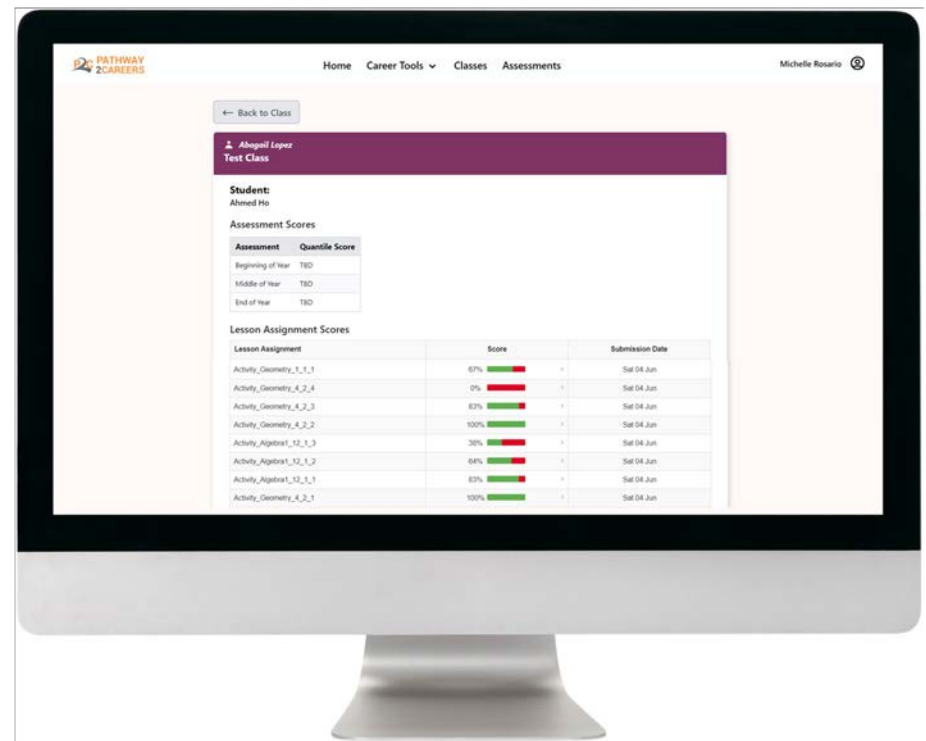 P2C PATHWAY
2CAREERS
Home Career Tools Classes Assessments
Michelle Rosario
← Back to Class
Abagail Lopez
Test Class
Student:
Ahmed Ho
Assessment Scores
Assessment Quantile Score
Beginning of Year TBD
Middle of Year TBD
End of Year TBD
Lesson Assignment Scores
Lesson Assignment Score Submission Date
Activity_Geometry_1_1_1 67% Sat 04 Jun
Activity_Geometry_4_2_4 0% Sat 04 Jun
Activity_Geometry_4_2_3 83% Sat 04 Jun
Activity_Geometry_4_2_2 100% Sat 04 Jun
Activity_Algebra1_12_1_3 38% Sat 04 Jun
Activity_Algebra1_12_1_2 64% Sat 04 Jun
Activity_Algebra1_12_1_1 83% Sat 04 Jun
Activity_Geometry_4_2_1 100% Sat 04 Jun